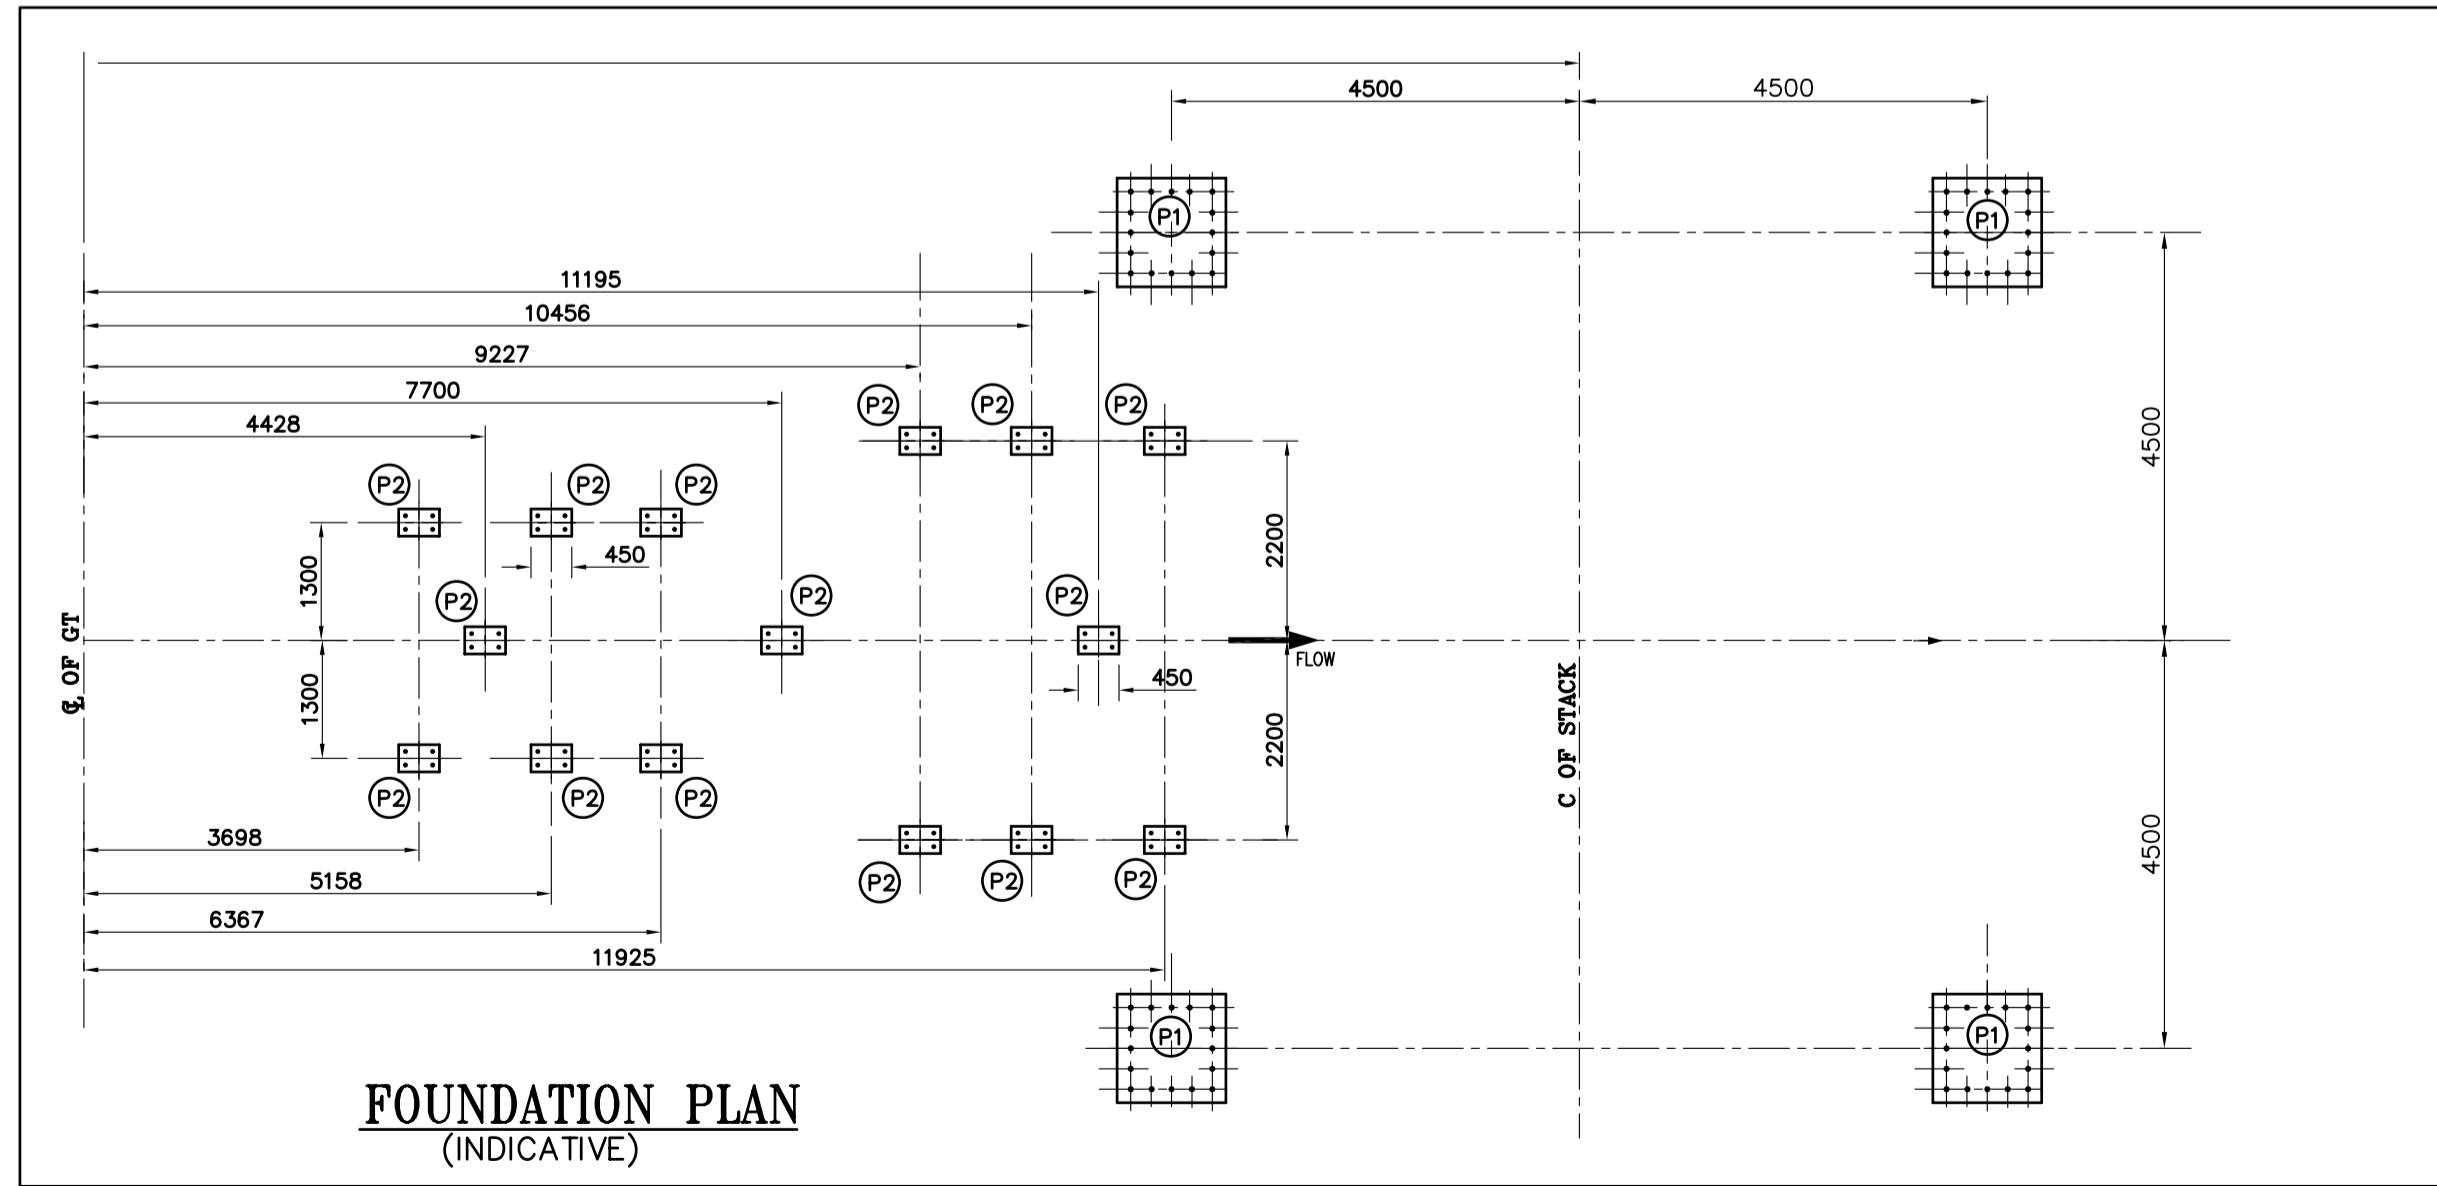 4500
4500
P1
P1
11195
10456
9227
7700
4428
P2
P2
P2
P2
P2
P2
450
1300
2200
4500
P2
P2
P2
℄ OF GT
FLOW
450
1300
2200
C OF STACK
P2
P2
P2
3698
5158
6367
11925
P2
P2
P2
4500
P1
P1
FOUNDATION PLAN
(INDICATIVE)